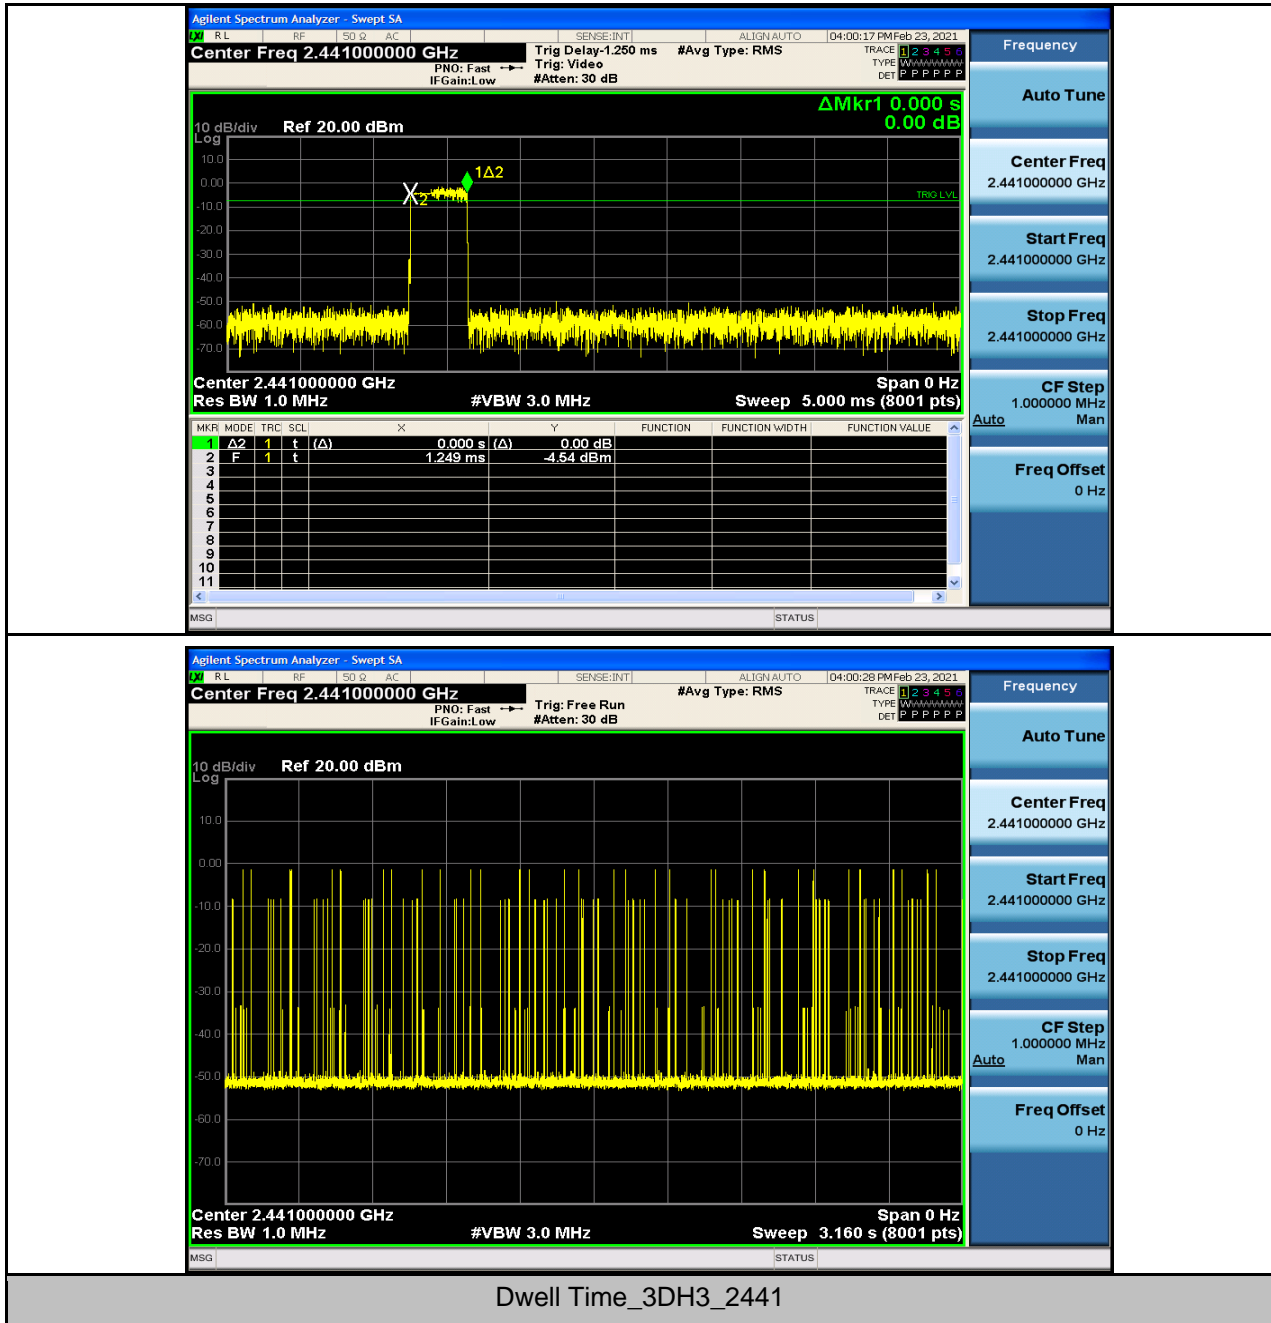 Agilent Spectrum Analyzer - Swept SA
LXI RL RF 50 Ω AC SENSE:INT ALIGN AUTO 04:00:17 PM Feb 23, 2021
Center Freq 2.441000000 GHz
Trig Delay-1.250 ms #Avg Type: RMS
TRACE 1 2 3 4 5 6
PNO: Fast Trig: Video
TYPE
IFGain:Low #Atten: 30 dB
DET P P P P P P
ΔMkr1 0.000 s
0.00 dB
10 dB/div Ref 20.00 dBm
Log
10.0
0.00
-10.0
-20.0
-30.0
-40.0
-50.0
-60.0
-70.0
1Δ2
2
TRIG LVL
Center 2.441000000 GHz Span 0 Hz
Res BW 1.0 MHz #VBW 3.0 MHz Sweep 5.000 ms (8001 pts)
MKR MODE TRC SCL X Y FUNCTION FUNCTION WIDTH FUNCTION VALUE
1 Δ2 1 t (Δ) 0.000 s (Δ) 0.00 dB
2 F 1 t 1.249 ms -4.54 dBm
3
4
5
6
7
8
9
10
11
MSG STATUS
Frequency
Auto Tune
Center Freq
2.441000000 GHz
Start Freq
2.441000000 GHz
Stop Freq
2.441000000 GHz
CF Step
1.000000 MHz
Auto Man
Freq Offset
0 Hz
Agilent Spectrum Analyzer - Swept SA
LXI RL RF 50 Ω AC SENSE:INT ALIGN AUTO 04:00:28 PM Feb 23, 2021
Center Freq 2.441000000 GHz
#Avg Type: RMS
TRACE 1 2 3 4 5 6
PNO: Fast Trig: Free Run
TYPE
IFGain:Low #Atten: 30 dB
DET P P P P P P
10 dB/div Ref 20.00 dBm
Log
10.0
0.00
-10.0
-20.0
-30.0
-40.0
-50.0
-60.0
-70.0
Center 2.441000000 GHz Span 0 Hz
Res BW 1.0 MHz #VBW 3.0 MHz Sweep 3.160 s (8001 pts)
MSG STATUS
Frequency
Auto Tune
Center Freq
2.441000000 GHz
Start Freq
2.441000000 GHz
Stop Freq
2.441000000 GHz
CF Step
1.000000 MHz
Auto Man
Freq Offset
0 Hz
Dwell Time_3DH3_2441